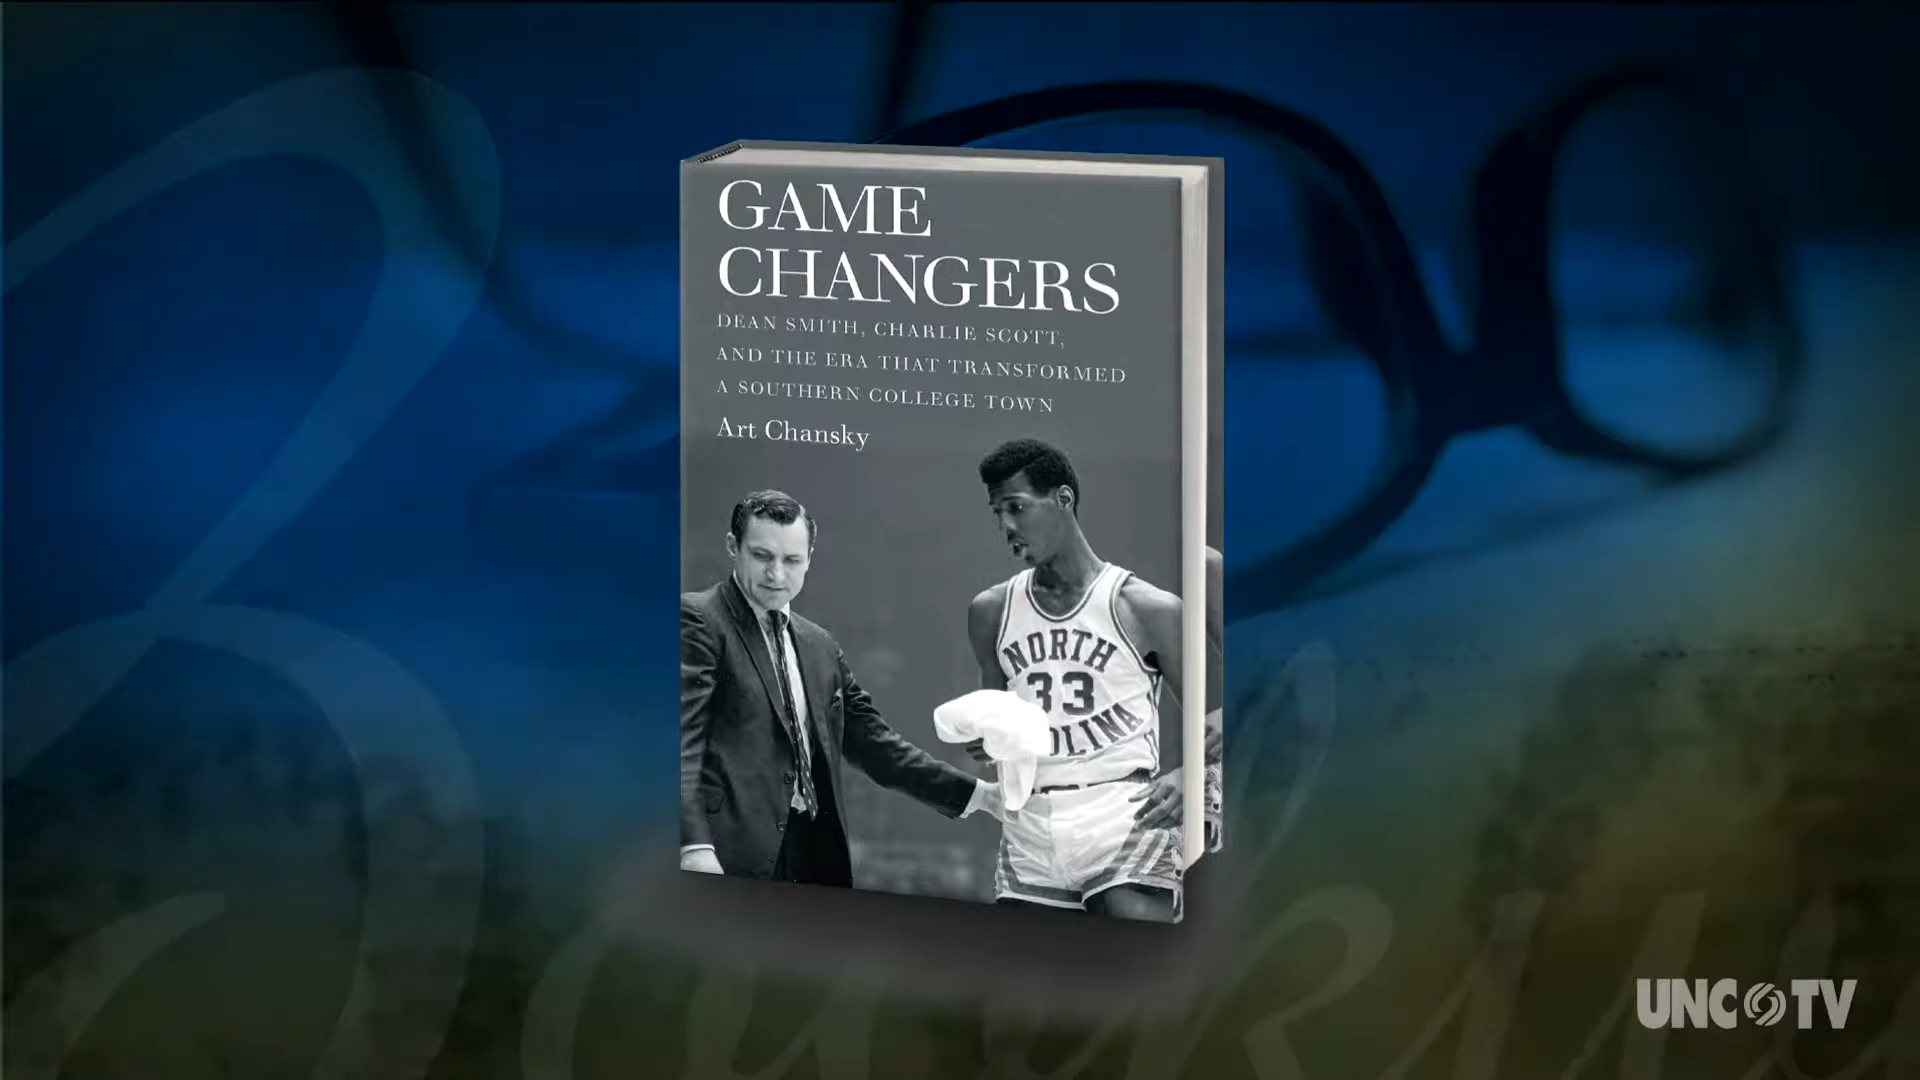 GAME
CHANGERS
DEAN SMITH, CHARLIE SCOTT,
AND THE ERA THAT TRANSFORMED
A SOUTHERN COLLEGE TOWN
Art Chansky
NORTH
33
OLINA
UNC TV